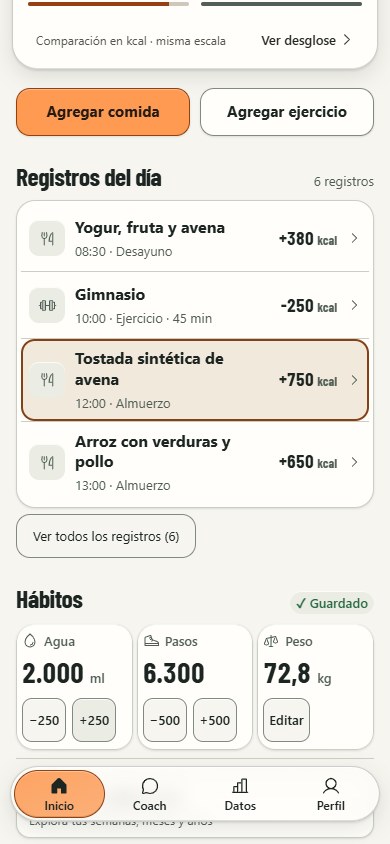 Comparación en kcal · misma escala
Ver desglose
Agregar comida
Agregar ejercicio
Registros del día
6 registros
Yogur, fruta y avena
08:30 · Desayuno
+380 kcal
Gimnasio
10:00 · Ejercicio · 45 min
-250 kcal
Tostada sintética de
avena
12:00 · Almuerzo
+750 kcal
Arroz con verduras y
pollo
13:00 · Almuerzo
+650 kcal
Ver todos los registros (6)
Hábitos
✓ Guardado
Agua
2.000 ml
−250
+250
Pasos
6.300
−500
+500
Peso
72,8 kg
Editar
Inicio
Coach
Datos
Perfil
Explora tus semanas, meses y años